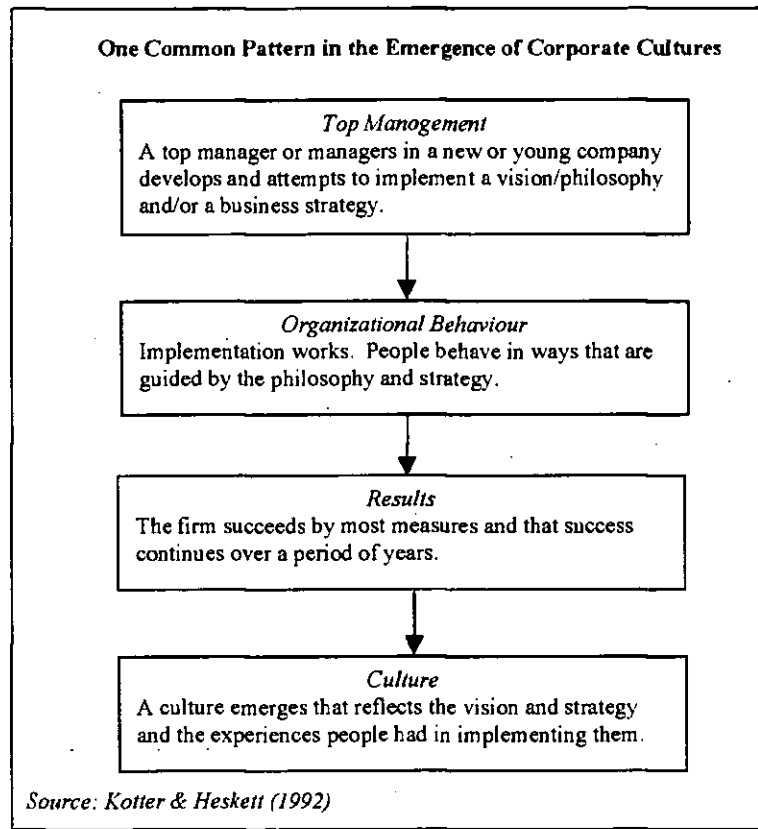 One Common Pattern in the Emergence of Corporate Cultures
Top Management
A top manager or managers in a new or young company
develops and attempts to implement a vision/philosophy
and/or a business strategy.
Organizational Behaviour
Implementation works. People behave in ways that are
guided by the philosophy and strategy.
Results
The firm succeeds by most measures and that success
continues over a period of years.
Culture
A culture emerges that reflects the vision and strategy
and the experiences people had in implementing them.
Source: Kotter & Heskett (1992)